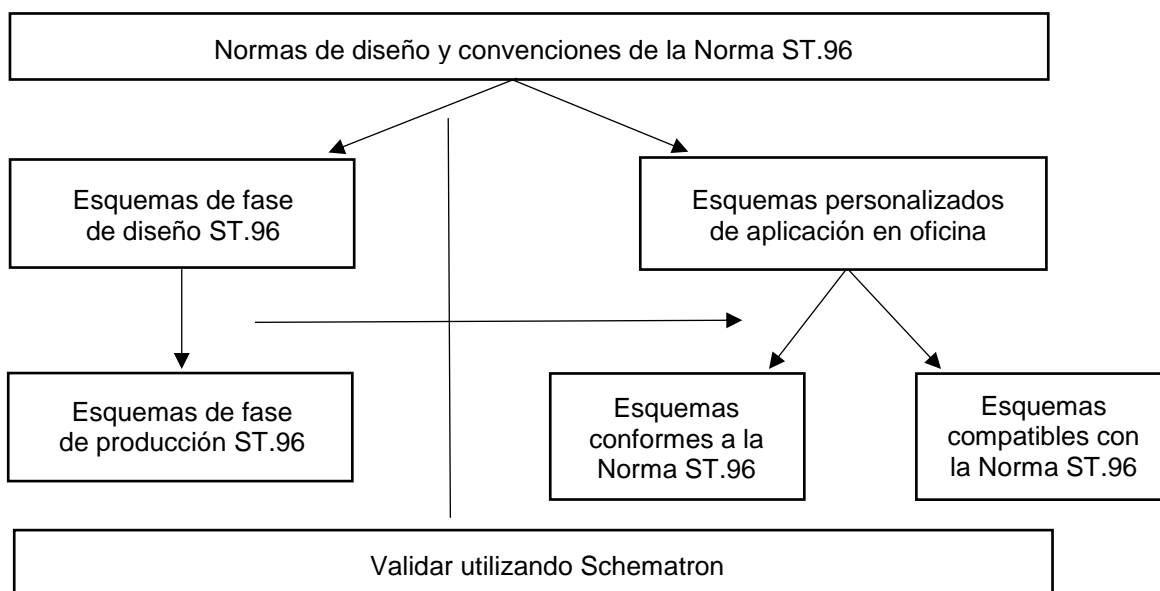 Normas de diseño y convenciones de la Norma ST.96
Esquemas de fase
de diseño ST.96
Esquemas personalizados
de aplicación en oficina
Esquemas de fase
de producción ST.96
Esquemas
conformes a la
Norma ST.96
Esquemas
compatibles con
la Norma ST.96
Validar utilizando Schematron